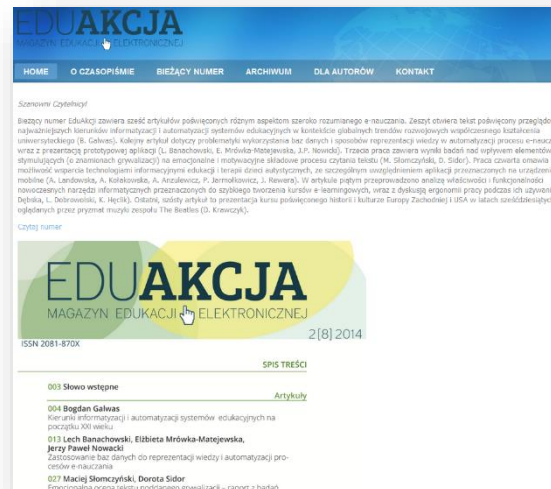 EDUAKCJA
MAGAZYN EDUKACJI ELEKTRONICZNEJ
HOME O CZASOPIŚMIE BIEŻĄCY NUMER ARCHIWUM DLA AUTORÓW KONTAKT
Szanowni Czytelnicy!
Bieżący numer EduAkcji zawiera sześć artykułów poświęconych różnym aspektom szeroko rozumianego e-nauczania. Zeszyt otwiera tekst poświęcony przeglądo
najważniejszych kierunków informatyzacji i automatyzacji systemów edukacyjnych w kontekście globalnych trendów rozwojowych współczesnego kształcenia
uniwersyteckiego (B. Galwas). Kolejny artykuł dotyczy problematyki wykorzystania baz danych i sposobów reprezentacji wiedzy w automatyzacji procesu e-naucz
wraz z prezentacją prototypowej aplikacji (L. Banachowski, E. Mrówka-Matejewska, J.P. Nowicki). Trzecia praca zawiera wyniki badań nad wpływem elementów
stymulujących (o znamionach grywalizacji) na emocjonalne i motywacyjne składowe procesu czytania tekstu (M. Słomczyński, D. Sidor). Praca czwarta omawia
możliwość wsparcia technologiami informacyjnymi edukacji i terapii dzieci autystycznych, ze szczególnym uwzględnieniem aplikacji przeznaczonych na urządzeni
mobilne (A. Landowska, A. Kołakowska, A. Anzulewicz, P. Jarmołkowicz, J. Rewera). W artykule piątym przeprowadzono analizę właściwości i funkcjonalności
nowoczesnych narzędzi informatycznych przeznaczonych do szybkiego tworzenia kursów e-learningowych, wraz z dyskusją ergonomii pracy podczas ich używani
Dębska, L. Dobrowolski, K. Hęclik). Ostatni, szósty artykuł to prezentacja kursu poświęconego historii i kulturze Europy Zachodniej i USA w latach sześćdziesiątyc
oglądanych przez pryzmat muzyki zespołu The Beatles (D. Krawczyk).
Czytaj numer
EDUAKCJA
MAGAZYN EDUKACJI ELEKTRONICZNEJ
2[8] 2014
ISSN 2081-870X
SPIS TREŚCI
003 Słowo wstępne
Artykuły
004 Bogdan Galwas
Kierunki informatyzacji i automatyzacji systemów edukacyjnych na
początku XXI wieku
013 Lech Banachowski, Elżbieta Mrówka-Matejewska,
Jerzy Paweł Nowacki
Zastosowanie baz danych do reprezentacji wiedzy i automatyzacji pro-
cesów e-nauczania
027 Maciej Słomczyński, Dorota Sidor
Emocjonalna ocena tekstu poddanego grywalizacji – raport z badań